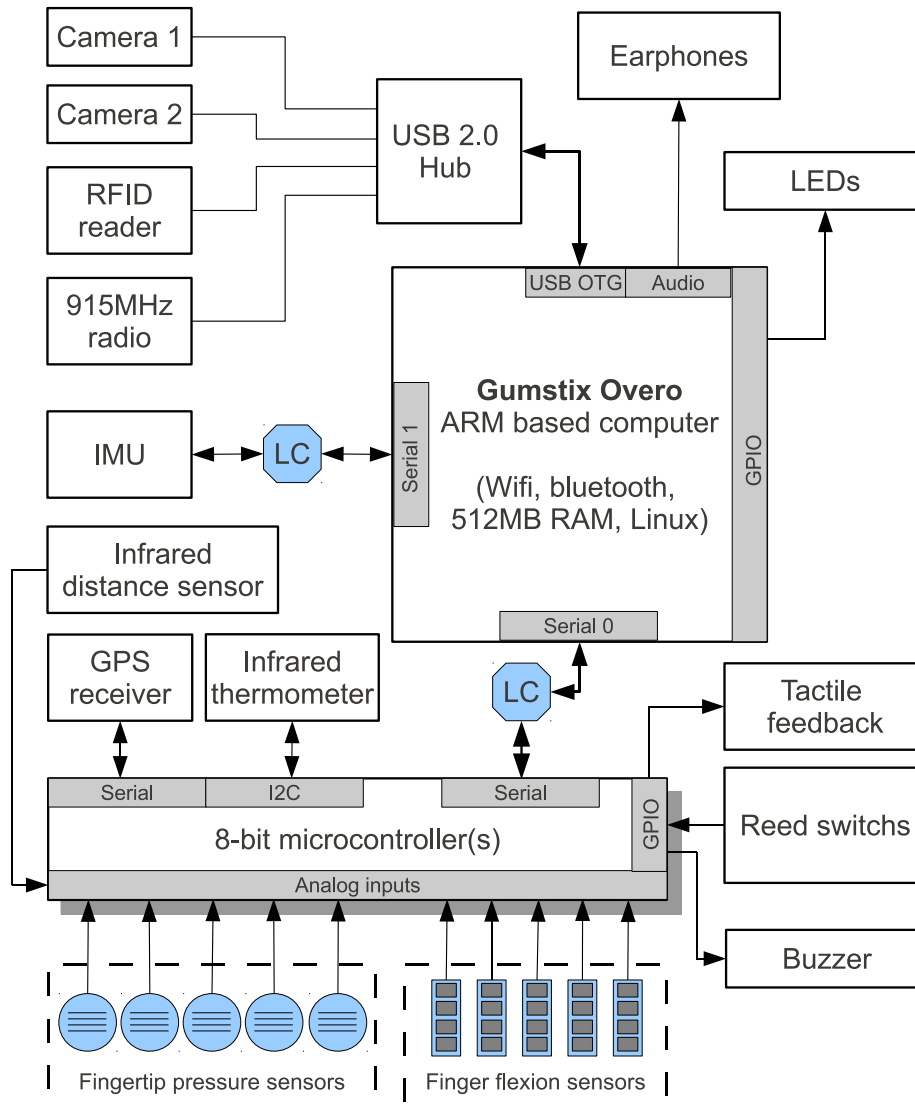 Camera 1
Camera 2
RFID
reader
915MHz
radio
USB 2.0
Hub
Earphones
LEDs
USB OTG
Audio
GPIO
Gumstix Overo
ARM based computer
(Wifi, bluetooth,
512MB RAM, Linux)
Serial 1
IMU
LC
Infrared
distance sensor
Serial 0
GPS
receiver
Infrared
thermometer
LC
Tactile
feedback
Serial
I2C
Serial
GPIO
8-bit microcontroller(s)
Reed switchs
Analog inputs
Buzzer
Fingertip pressure sensors
Finger flexion sensors